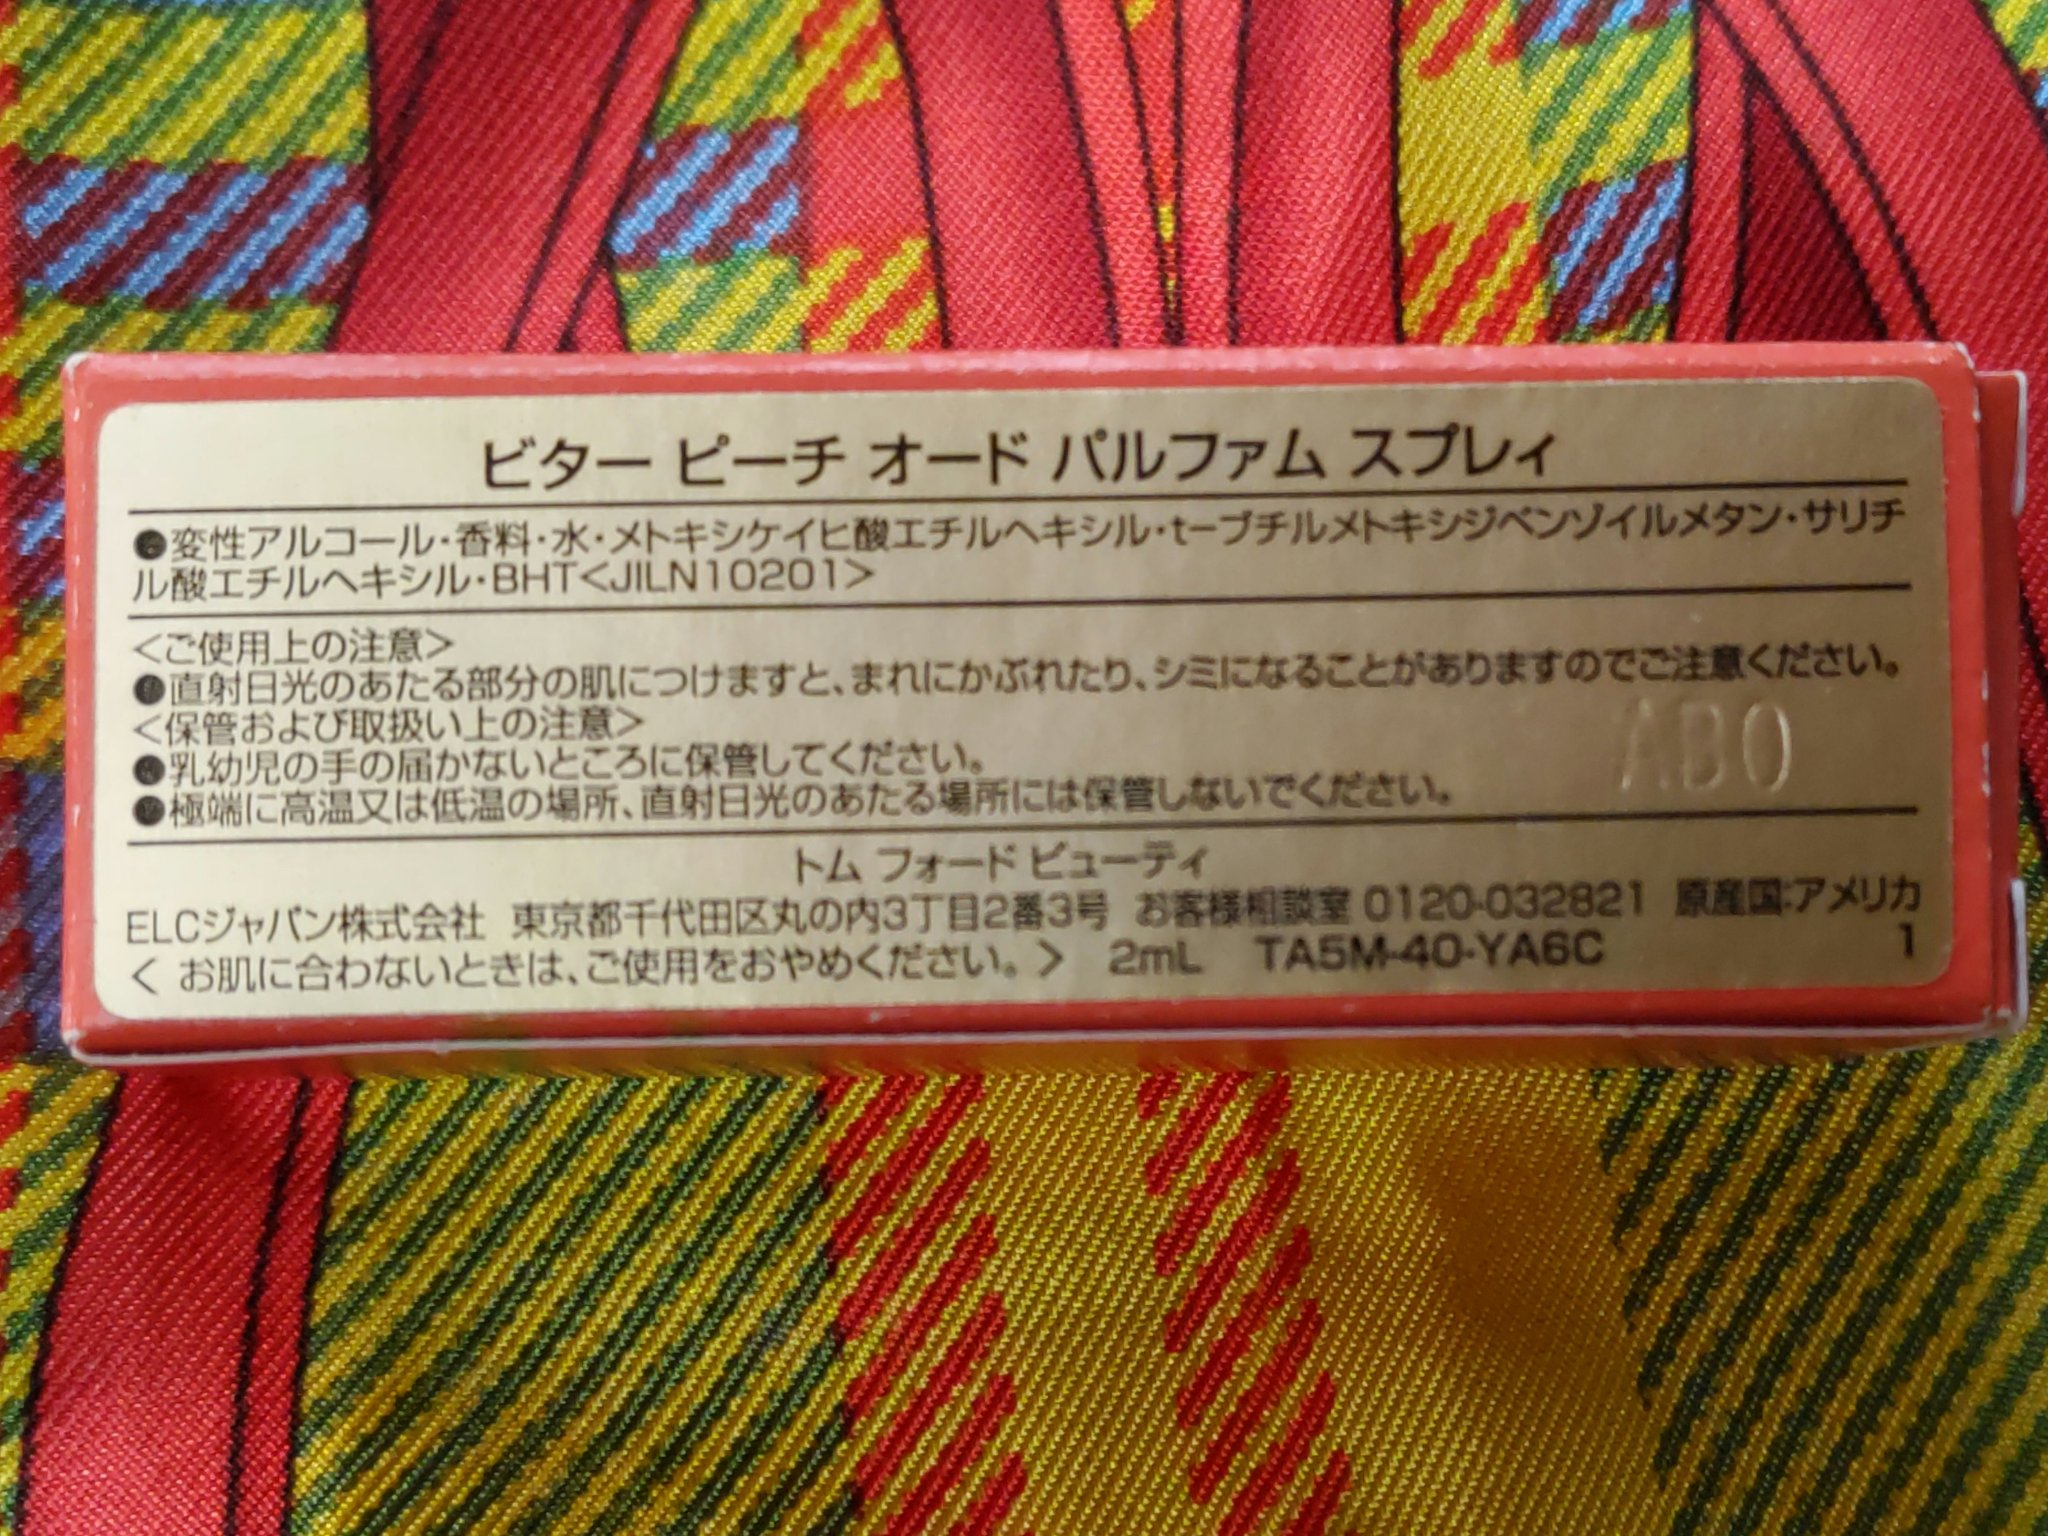 ビター ピーチ オード パルファム スプレィ
●変性アルコール・香料・水・メトキシケイヒ酸エチルヘキシル・t-ブチルメトキシジベンゾイルメタン・サリチ
ル酸エチルヘキシル・BHT<JILN10201>
<ご使用上の注意>
●直射日光のあたる部分の肌につけますと、まれにかぶれたり、シミになることがありますのでご注意ください。
<保管および取扱い上の注意>
●乳幼児の手の届かないところに保管してください。
●極端に高温又は低温の場所、直射日光のあたる場所には保管しないでください。
AB0
トム フォード ビューティ
ELCジャパン株式会社 東京都千代田区丸の内3丁目2番3号 お客様相談室 0120-032821 原産国:アメリカ
< お肌に合わないときは、ご使用をおやめください。> 2mL TA5M-40-YA6C 1